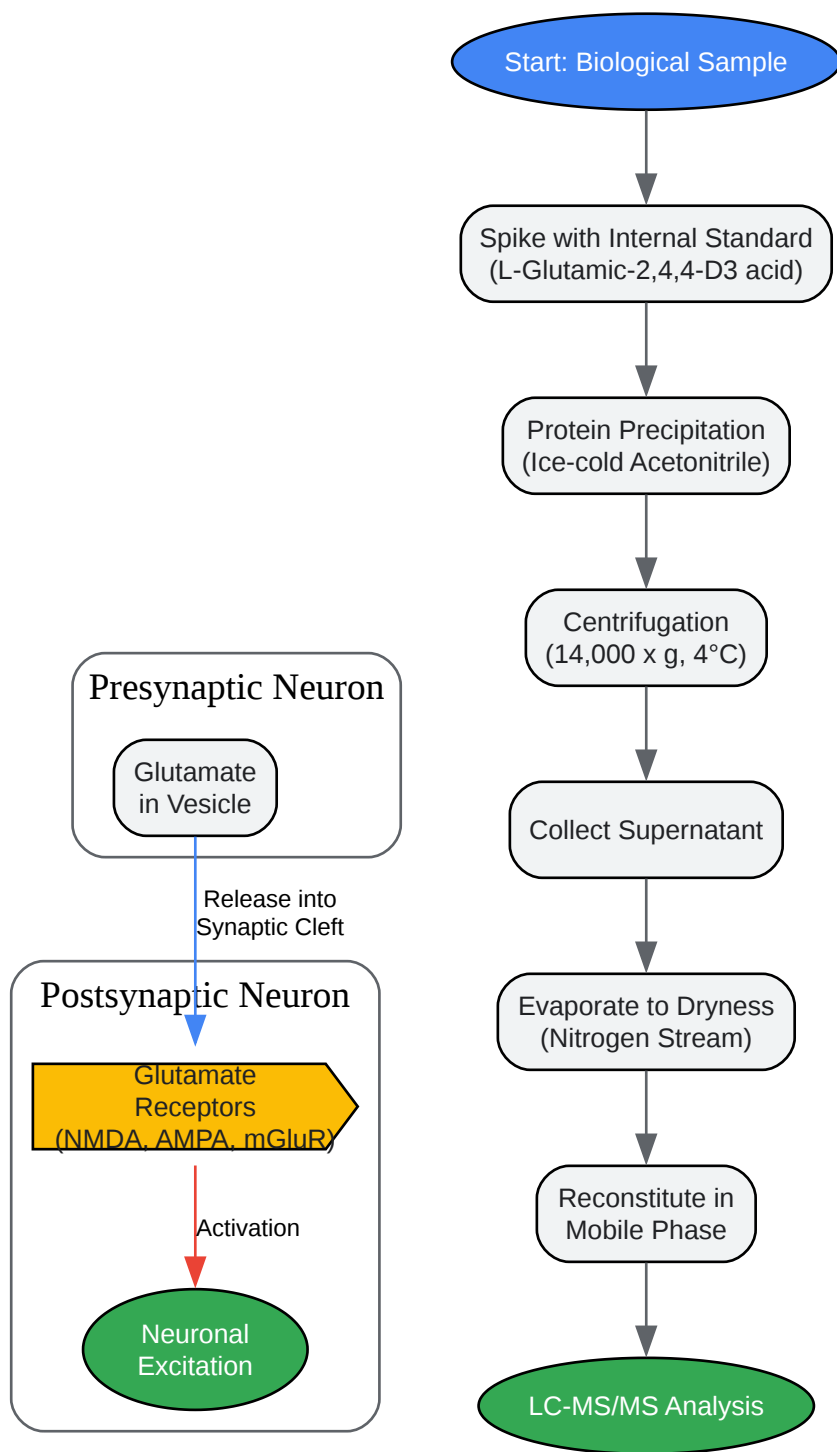 Start: Biological Sample
Spike with Internal Standard
(L-Glutamic-2,4,4-D3 acid)
Protein Precipitation
(Ice-cold Acetonitrile)
Centrifugation
(14,000 x g, 4°C)
Collect Supernatant
Evaporate to Dryness
(Nitrogen Stream)
Reconstitute in
Mobile Phase
LC-MS/MS Analysis
Presynaptic Neuron
Glutamate
in Vesicle
Release into
Synaptic Cleft
Postsynaptic Neuron
Glutamate
Receptors
(NMDA, AMPA, mGluR)
Activation
Neuronal
Excitation